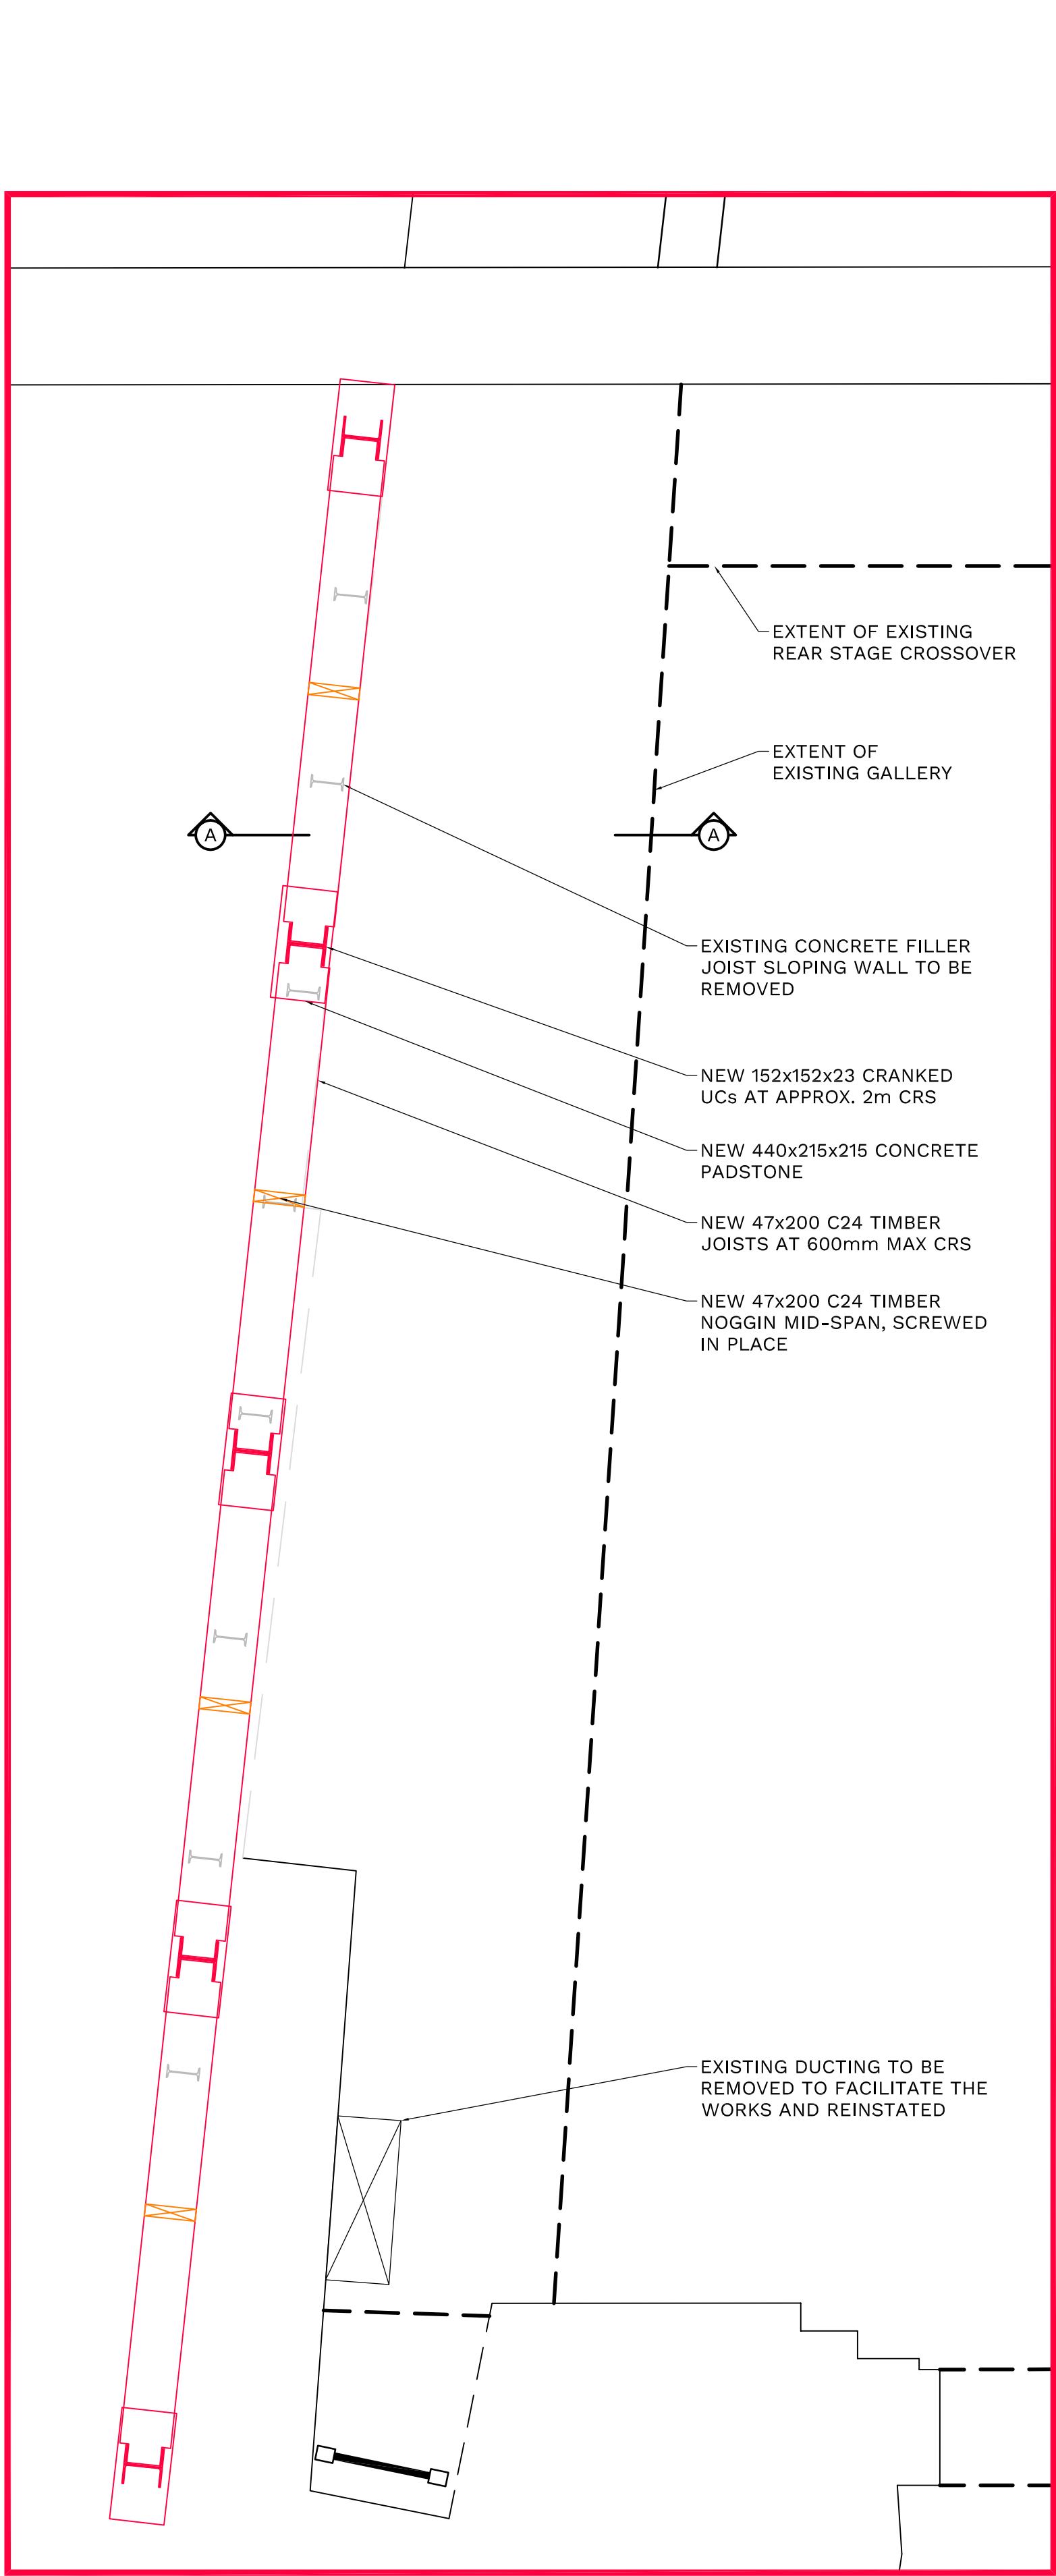 EXTENT OF EXISTING
REAR STAGE CROSSOVER
EXTENT OF
EXISTING GALLERY
A
A
EXISTING CONCRETE FILLER
JOIST SLOPING WALL TO BE
REMOVED
NEW 152x152x23 CRANKED
UCs AT APPROX. 2m CRS
NEW 440x215x215 CONCRETE
PADSTONE
NEW 47x200 C24 TIMBER
JOISTS AT 600mm MAX CRS
NEW 47x200 C24 TIMBER
NOGGIN MID-SPAN, SCREWED
IN PLACE
EXISTING DUCTING TO BE
REMOVED TO FACILITATE THE
WORKS AND REINSTATED